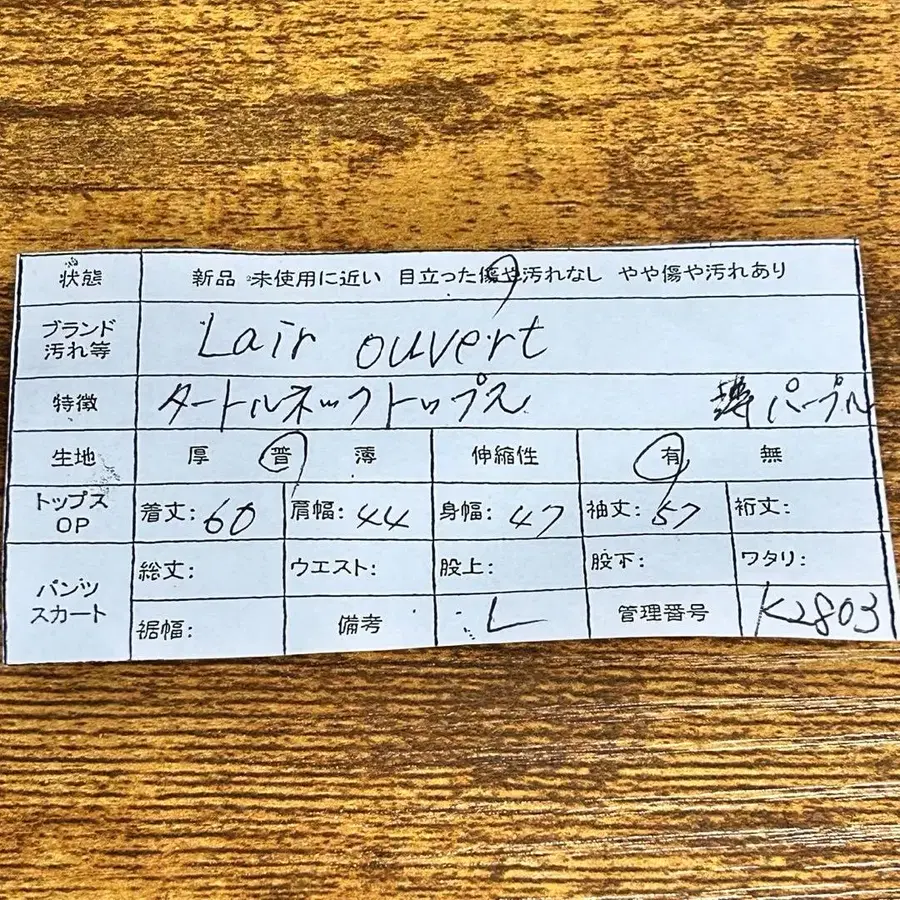 状態 新品 未使用に近い 目立った傷や汚れなし やや傷や汚れあり
ブランド 汚れ等 Lair ouvert
特徴 タートルネックトップス 薄パープル
生地 厚 普 薄 伸縮性 有 無
トップス OP 着丈:60 肩幅:44 身幅:47 袖丈:57 裄丈:
パンツ スカート 総丈: ウエスト: 股上: 股下: ワタリ:
裾幅: 備考 L 管理番号 K2803